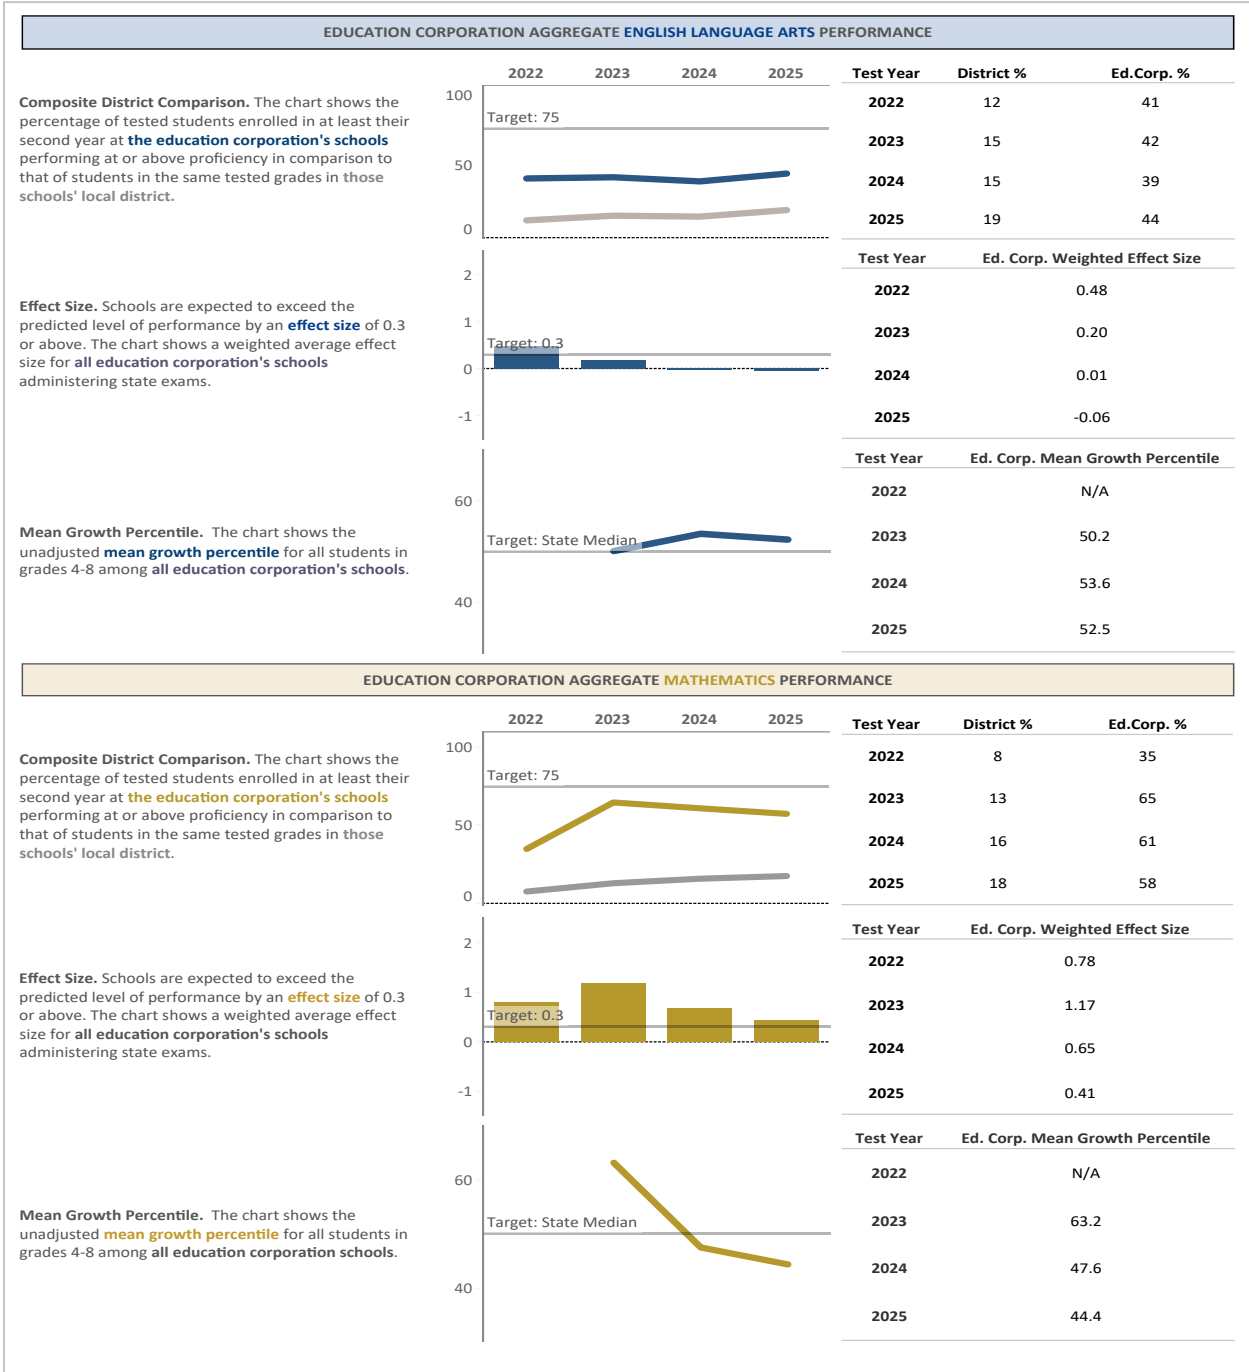 EDUCATION CORPORATION AGGREGATE ENGLISH LANGUAGE ARTS PERFORMANCE
Composite District Comparison. The chart shows the
percentage of tested students enrolled in at least their
second year at the education corporation's schools
performing at or above proficiency in comparison to
that of students in the same tested grades in those
schools' local district.
2022 2023 2024 2025
100
Target: 75
50
0
Test Year District % Ed.Corp. %
2022 12 41
2023 15 42
2024 15 39
2025 19 44
Effect Size. Schools are expected to exceed the
predicted level of performance by an effect size of 0.3
or above. The chart shows a weighted average effect
size for all education corporation's schools
administering state exams.
2
1
Target: 0.3
0
-1
Test Year Ed. Corp. Weighted Effect Size
2022 0.48
2023 0.20
2024 0.01
2025 -0.06
Mean Growth Percentile. The chart shows the
unadjusted mean growth percentile for all students in
grades 4-8 among all education corporation's schools.
60
Target: State Median
40
Test Year Ed. Corp. Mean Growth Percentile
2022 N/A
2023 50.2
2024 53.6
2025 52.5
EDUCATION CORPORATION AGGREGATE MATHEMATICS PERFORMANCE
Composite District Comparison. The chart shows the
percentage of tested students enrolled in at least their
second year at the education corporation's schools
performing at or above proficiency in comparison to
that of students in the same tested grades in those
schools' local district.
2022 2023 2024 2025
100
Target: 75
50
0
Test Year District % Ed.Corp. %
2022 8 35
2023 13 65
2024 16 61
2025 18 58
Effect Size. Schools are expected to exceed the
predicted level of performance by an effect size of 0.3
or above. The chart shows a weighted average effect
size for all education corporation's schools
administering state exams.
2
1
Target: 0.3
0
-1
Test Year Ed. Corp. Weighted Effect Size
2022 0.78
2023 1.17
2024 0.65
2025 0.41
Mean Growth Percentile. The chart shows the
unadjusted mean growth percentile for all students in
grades 4-8 among all education corporation schools.
60
Target: State Median
40
Test Year Ed. Corp. Mean Growth Percentile
2022 N/A
2023 63.2
2024 47.6
2025 44.4